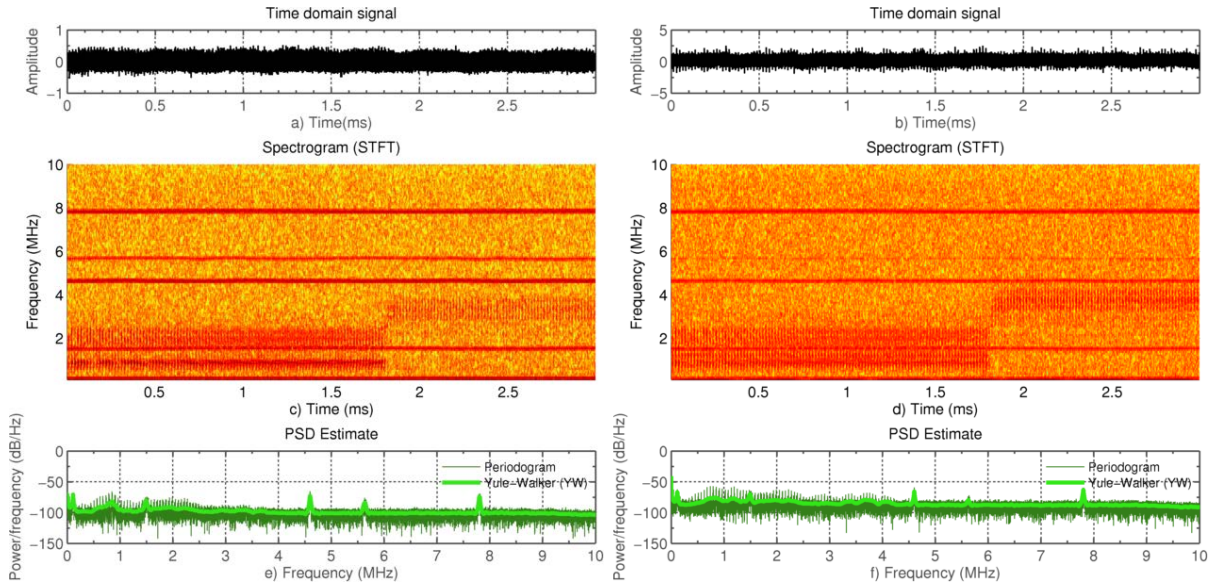 Time domain signal
Amplitude
1
0
−1
0 0.5 1 1.5 2 2.5
a) Time(ms)
Time domain signal
Amplitude
5
0
−5
0 0.5 1 1.5 2 2.5
b) Time(ms)
Spectrogram (STFT)
Frequency (MHz)
10
8
6
4
2
0.5 1 1.5 2 2.5
c) Time (ms)
Spectrogram (STFT)
Frequency (MHz)
10
8
6
4
2
0.5 1 1.5 2 2.5
d) Time (ms)
PSD Estimate
Power/frequency (dB/Hz)
0
−50
−100
−150
Periodogram
Yule−Walker (YW)
0 1 2 3 4 5 6 7 8 9 10
e) Frequency (MHz)
PSD Estimate
Power/frequency (dB/Hz)
0
−50
−100
−150
Periodogram
Yule−Walker (YW)
0 1 2 3 4 5 6 7 8 9 10
f) Frequency (MHz)